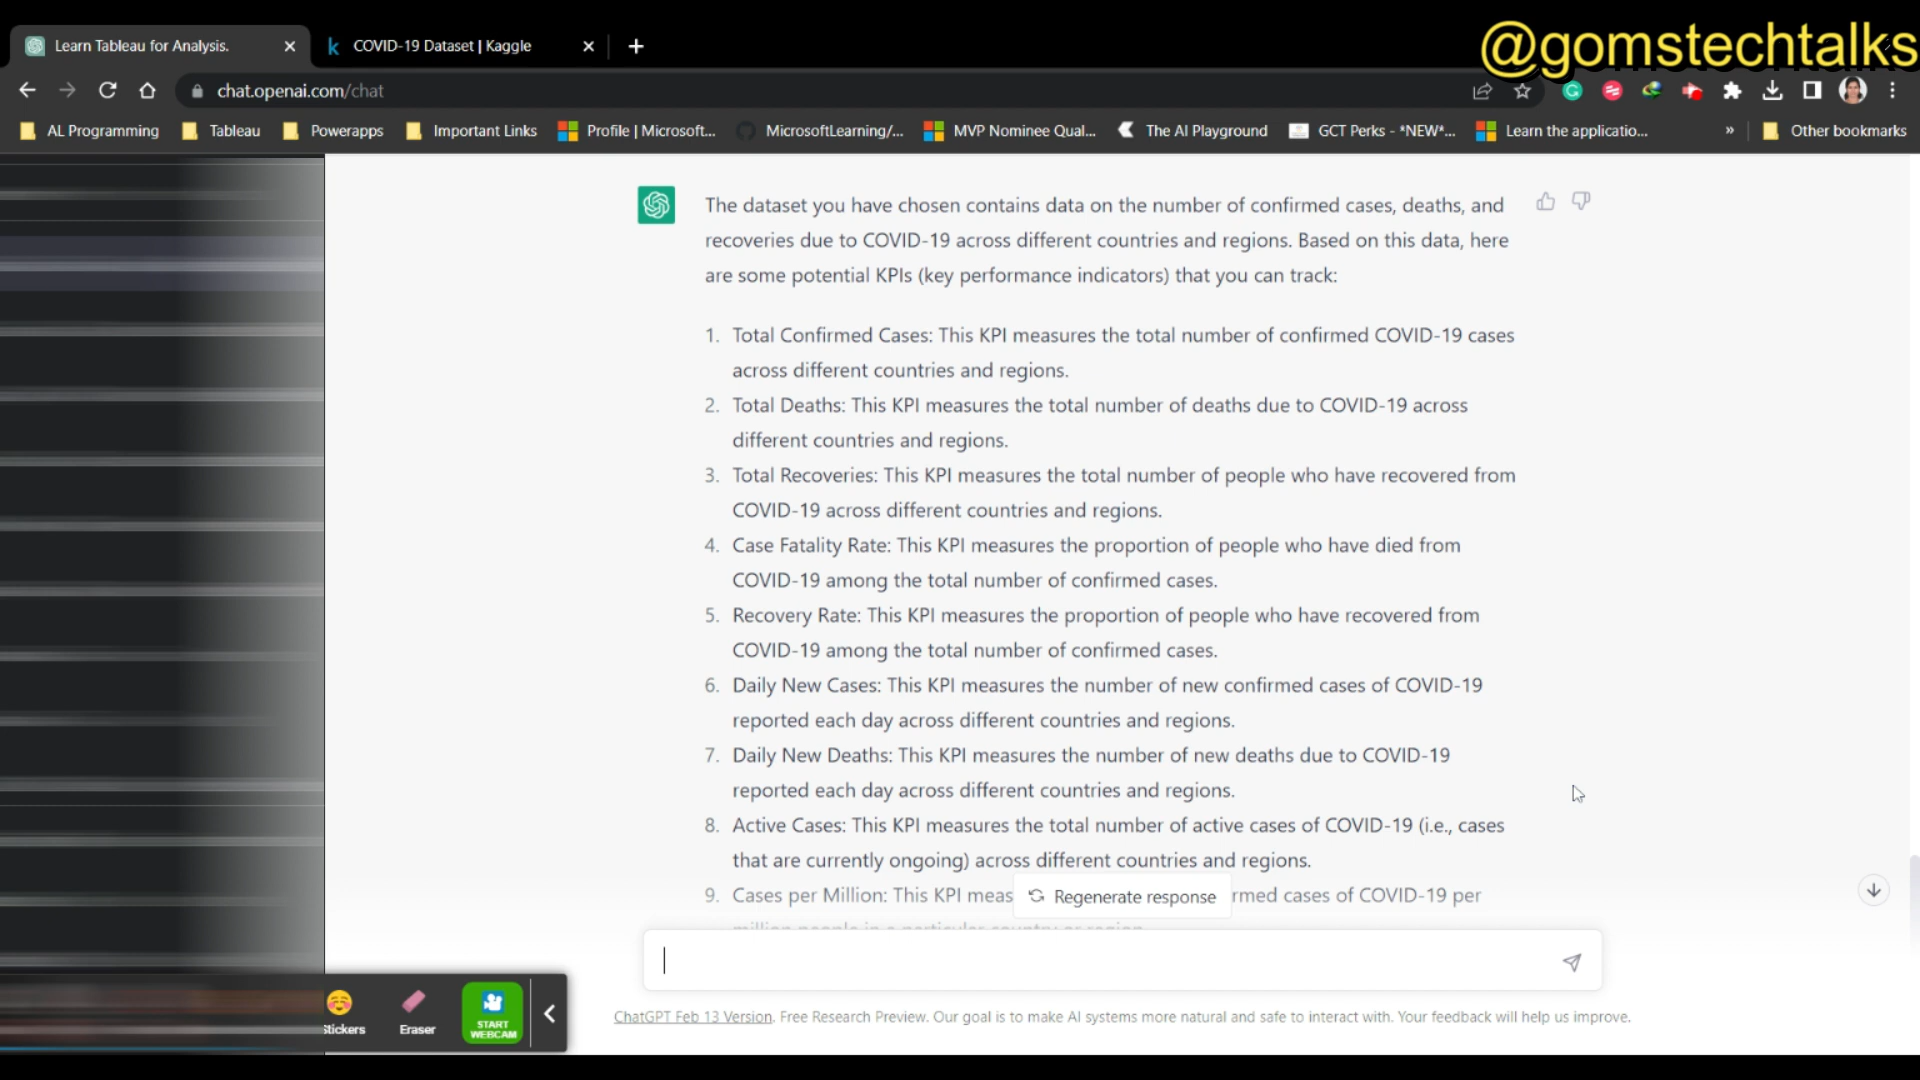 @gomstechtalks
Learn Tableau for Analysis.
COVID-19 Dataset | Kaggle
chat.openai.com/chat
AL Programming
Tableau
Powerapps
Important Links
Profile | Microsoft...
MicrosoftLearning/...
MVP Nominee Qual...
The AI Playground
GCT Perks - *NEW*...
Learn the applicatio...
»
Other bookmarks
The dataset you have chosen contains data on the number of confirmed cases, deaths, and
recoveries due to COVID-19 across different countries and regions. Based on this data, here
are some potential KPIs (key performance indicators) that you can track:
1. Total Confirmed Cases: This KPI measures the total number of confirmed COVID-19 cases
across different countries and regions.
2. Total Deaths: This KPI measures the total number of deaths due to COVID-19 across
different countries and regions.
3. Total Recoveries: This KPI measures the total number of people who have recovered from
COVID-19 across different countries and regions.
4. Case Fatality Rate: This KPI measures the proportion of people who have died from
COVID-19 among the total number of confirmed cases.
5. Recovery Rate: This KPI measures the proportion of people who have recovered from
COVID-19 among the total number of confirmed cases.
6. Daily New Cases: This KPI measures the number of new confirmed cases of COVID-19
reported each day across different countries and regions.
7. Daily New Deaths: This KPI measures the number of new deaths due to COVID-19
reported each day across different countries and regions.
8. Active Cases: This KPI measures the total number of active cases of COVID-19 (i.e., cases
that are currently ongoing) across different countries and regions.
9. Cases per Million: This KPI meas
Regenerate response
rmed cases of COVID-19 per
million people in a particular country or region.
Stickers
Eraser
START
WEBCAM
ChatGPT Feb 13 Version. Free Research Preview. Our goal is to make AI systems more natural and safe to interact with. Your feedback will help us improve.